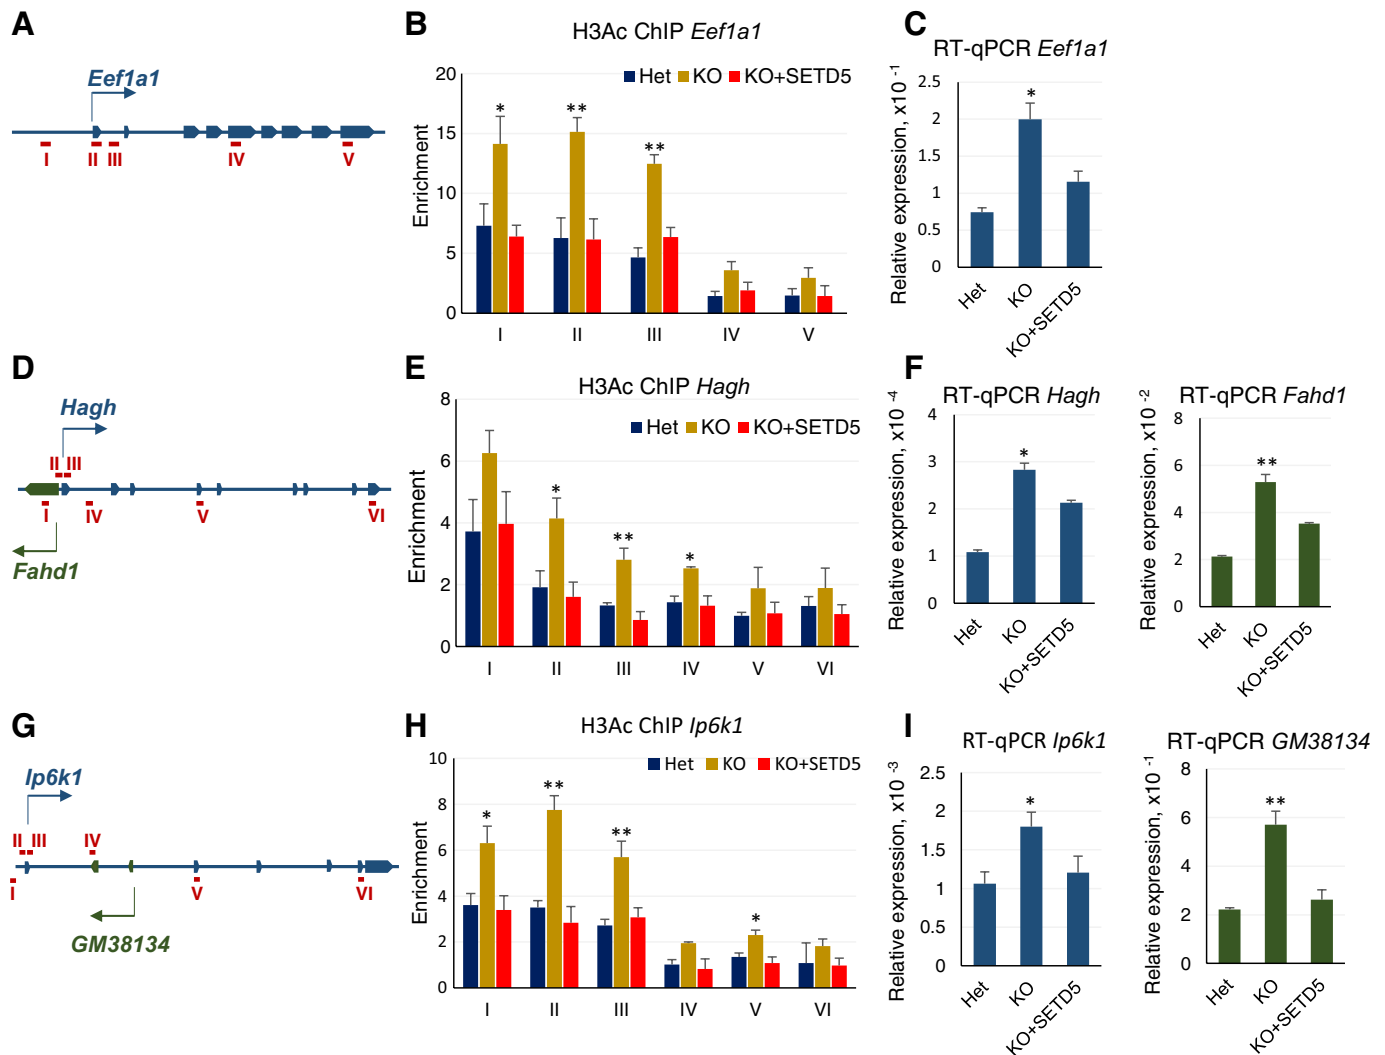 A
Eef1a1
I II III IV V
B
H3Ac ChIP Eef1a1
Het KO KO+SETD5
Enrichment
20
15
10
5
0
* ** **
I II III IV V
C
RT-qPCR Eef1a1
Relative expression, x10 -1
2.5
2
1.5
1
0.5
0
*
Het KO KO+SETD5
D
Hagh
II III
I IV V VI
Fahd1
E
H3Ac ChIP Hagh
Het KO KO+SETD5
Enrichment
8
6
4
2
0
* ** *
I II III IV V VI
F
RT-qPCR Hagh
Relative expression, x10 -4
4
3
2
1
0
*
Het KO KO+SETD5
RT-qPCR Fahd1
Relative expression, x10 -2
8
6
4
2
0
**
Het KO KO+SETD5
G
Ip6k1
II III IV
I V VI
GM38134
H
H3Ac ChIP Ip6k1
Het KO KO+SETD5
Enrichment
10
8
6
4
2
0
* ** ** *
I II III IV V VI
I
RT-qPCR Ip6k1
Relative expression, x10 -3
2.5
2
1.5
1
0.5
0
*
Het KO KO+SETD5
RT-qPCR GM38134
Relative expression, x10 -1
8
6
4
2
0
**
Het KO KO+SETD5